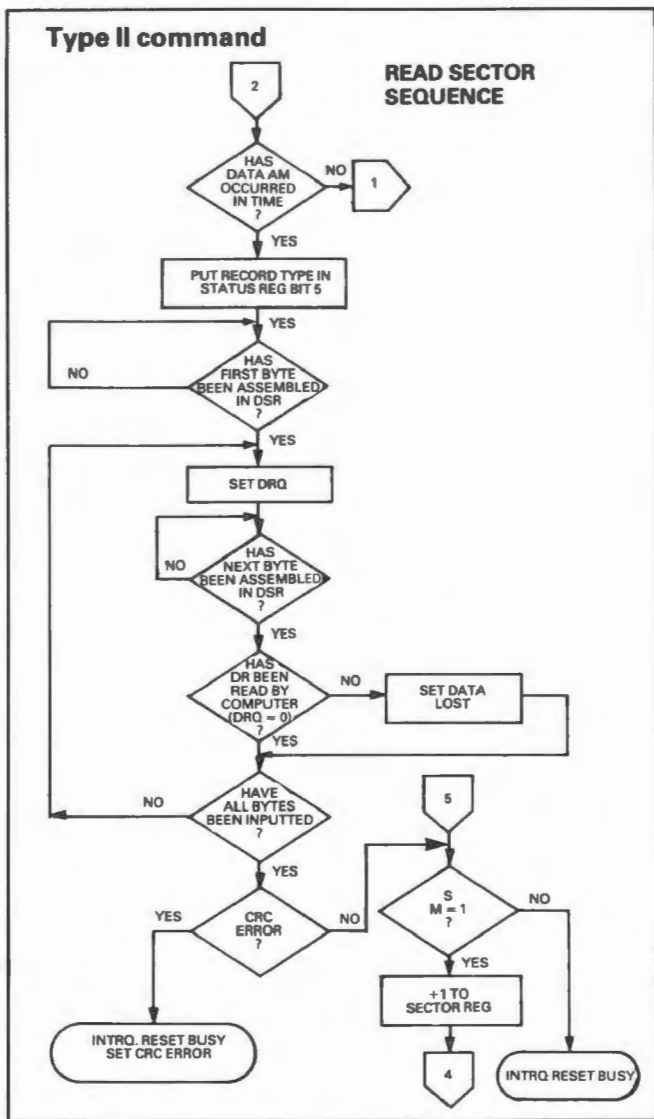 Type II command
READ SECTOR
SEQUENCE
2
HAS
DATA AM
OCCURRED
IN TIME
?
NO
1
YES
PUT RECORD TYPE IN
STATUS REG BIT 5
YES
HAS
FIRST BYTE
BEEN ASSEMBLED
IN DSR
?
NO
YES
SET DRQ
HAS
NEXT BYTE
BEEN ASSEMBLED
IN DSR
?
NO
YES
HAS
DR BEEN
READ BY
COMPUTER
(DRQ = 0)
?
NO
SET DATA
LOST
YES
HAVE
ALL BYTES
BEEN INPUTTED
?
NO
YES
CRC
ERROR
?
YES
NO
INTRQ. RESET BUSY
SET CRC ERROR
5
S
M = 1
?
NO
YES
+1 TO
SECTOR REG
4
INTRQ RESET BUSY